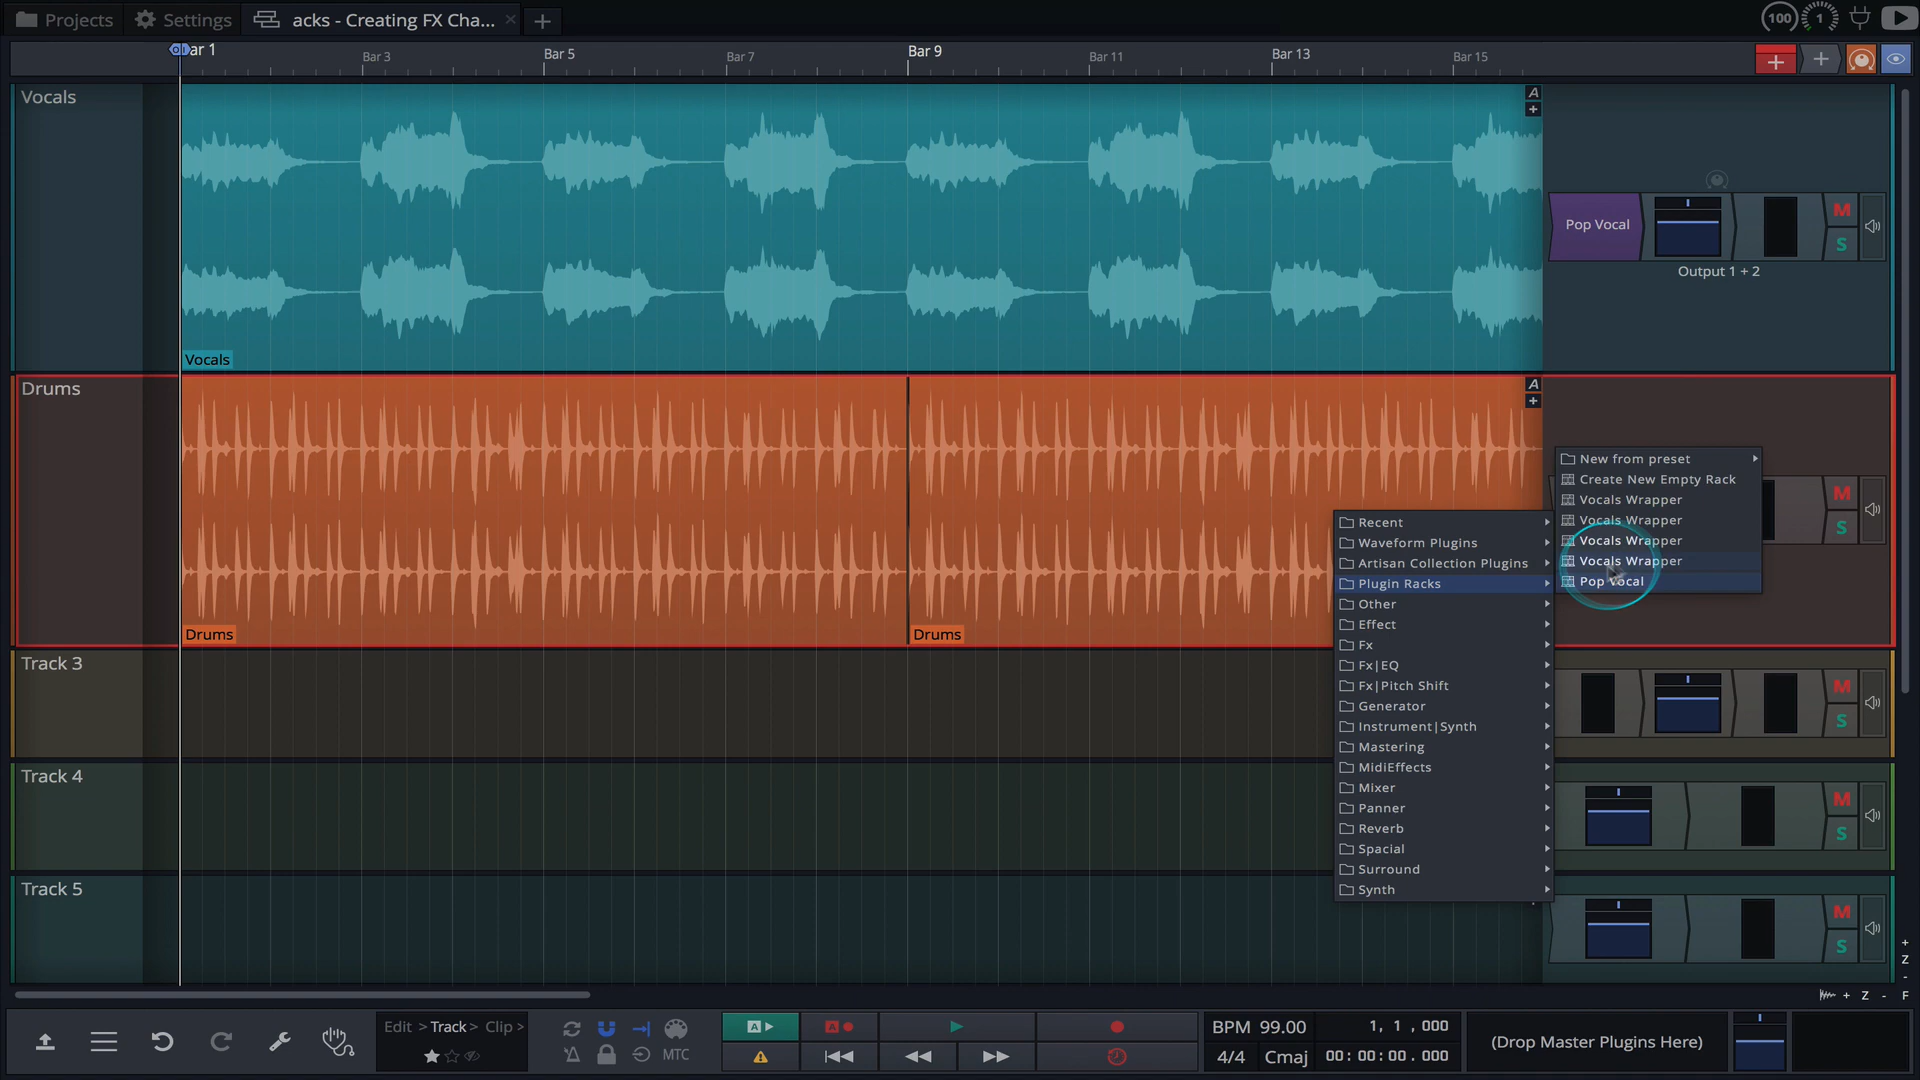 Projects
Settings
acks - Creating FX Cha...
100
1
ar 1
Bar 3
Bar 5
Bar 7
Bar 9
Bar 11
Bar 13
Bar 15
Vocals
A
Pop Vocal
M
S
Output 1 + 2
Vocals
Drums
A
New from preset
Create New Empty Rack
Vocals Wrapper
Vocals Wrapper
Vocals Wrapper
Vocals Wrapper
Pop Vocal
M
S
Recent
Waveform Plugins
Artisan Collection Plugins
Plugin Racks
Other
Effect
Fx
Fx|EQ
Fx|Pitch Shift
Generator
Instrument|Synth
Mastering
MidiEffects
Mixer
Panner
Reverb
Spacial
Surround
Synth
Drums
Drums
Track 3
M
S
Track 4
M
S
Track 5
M
S
+
Z
-
+ Z - F
Edit > Track > Clip >
MTC
A
A
BPM 99.00
1, 1, 000
4/4
Cmaj
00: 00: 00. 000
(Drop Master Plugins Here)